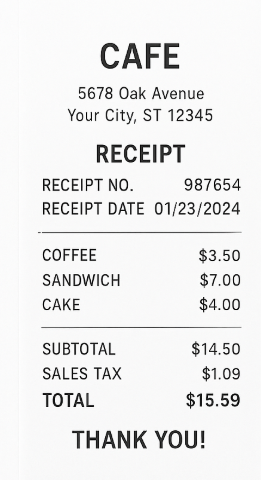 CAFE
5678 Oak Avenue
Your City, ST 12345
RECEIPT
RECEIPT NO. 987654
RECEIPT DATE 01/23/2024
COFFEE $3.50
SANDWICH $7.00
CAKE $4.00
SUBTOTAL $14.50
SALES TAX $1.09
TOTAL $15.59
THANK YOU!